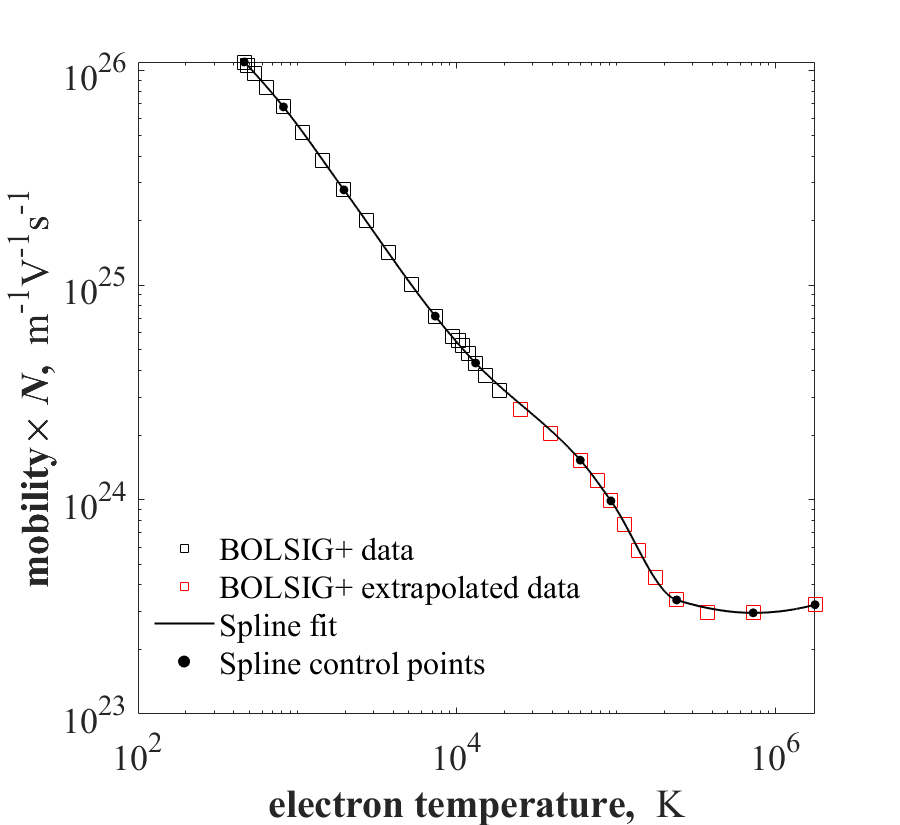 10^26
10^25
10^24
10^23
mobility× N, m^-1V^-1s^-1
BOLSIG+ data
BOLSIG+ extrapolated data
Spline fit
Spline control points
10^2
10^4
10^6
electron temperature, K